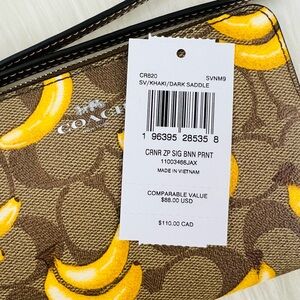 CR820 SVNM9
SV/KHAKI/DARK SADDLE
1 96395 28535 8
CRNR ZP SIG BNN PRNT
11003466JAX
MADE IN VIETNAM
COMPARABLE VALUE
$88.00 USD
$110.00 CAD
COACH